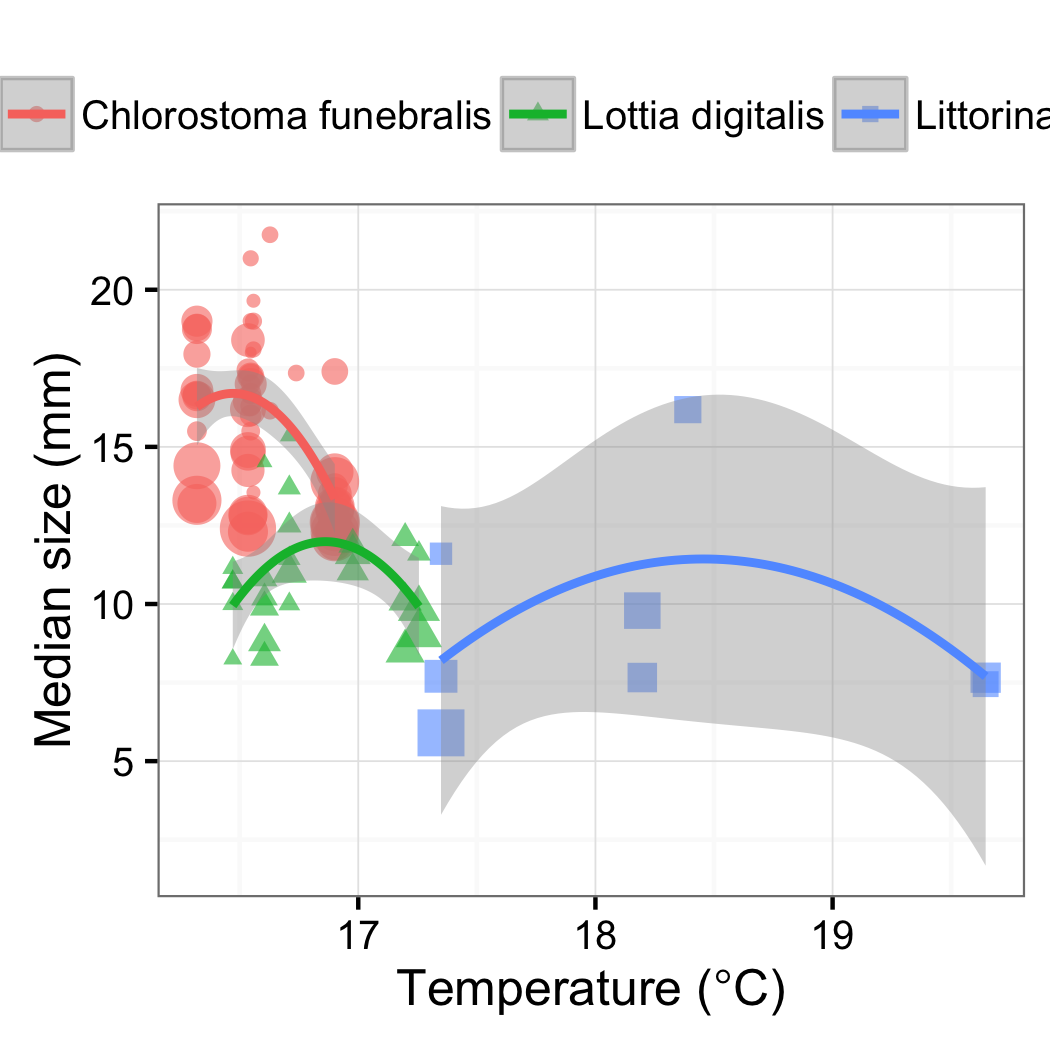 Chlorostoma funebralis Lottia digitalis Littorina
20
15
10
5
Median size (mm)
17 18 19
Temperature (°C)